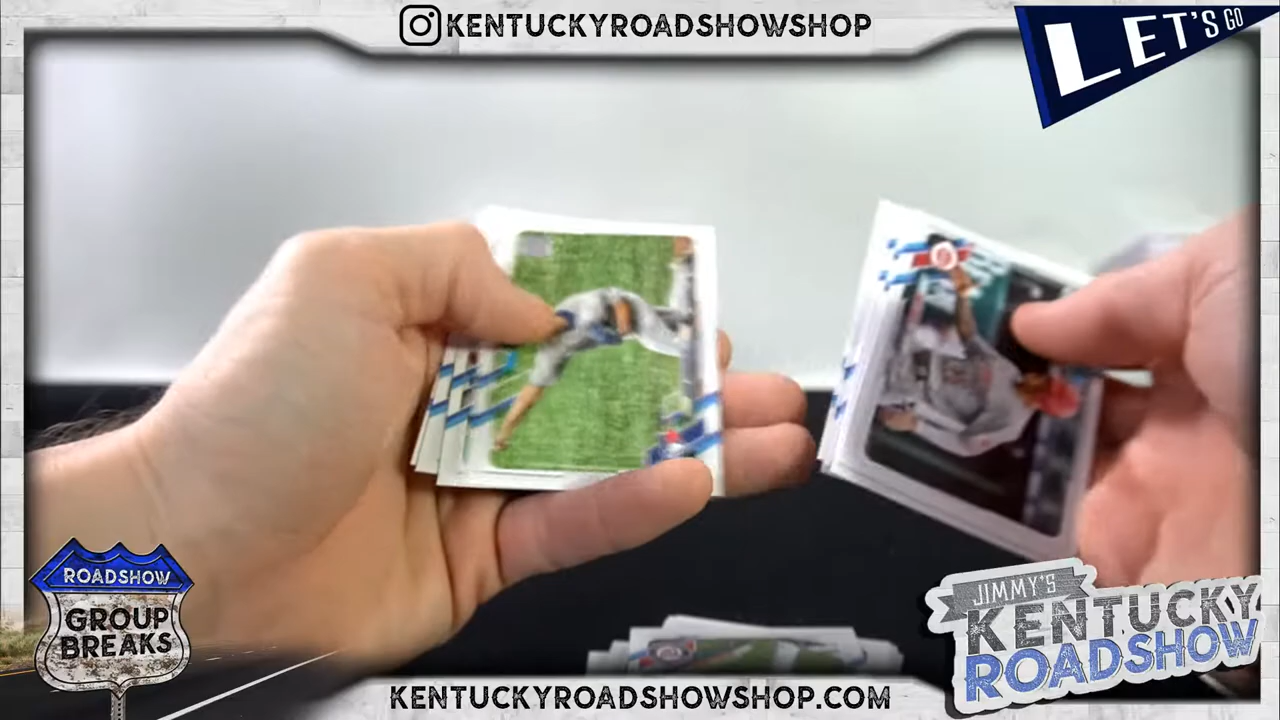 KENTUCKYROADSHOWSHOP
LET'S GO
ROADSHOW
GROUP
BREAKS
JIMMY'S
KENTUCKY
ROADSHOW
KENTUCKYROADSHOWSHOP.COM